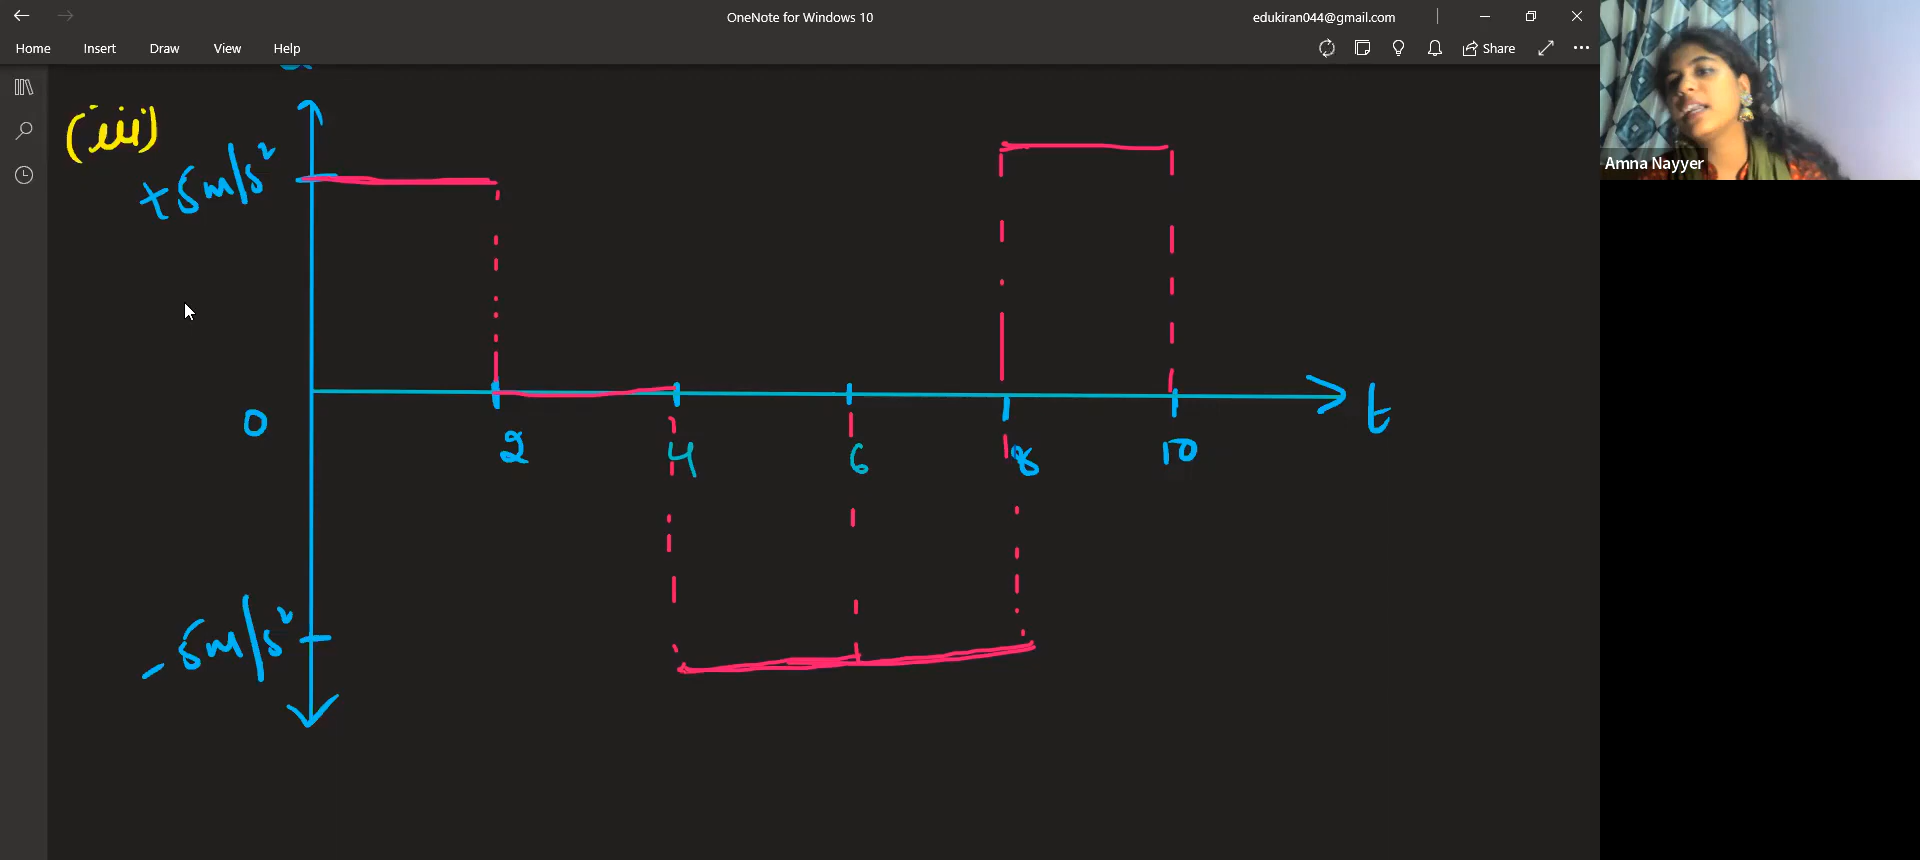 OneNote for Windows 10
edukiran044@gmail.com
Home Insert Draw View Help
Share
Amna Nayyer
(iii)
+5m/s²
0
2 4 6 8 10
t
-5m/s²